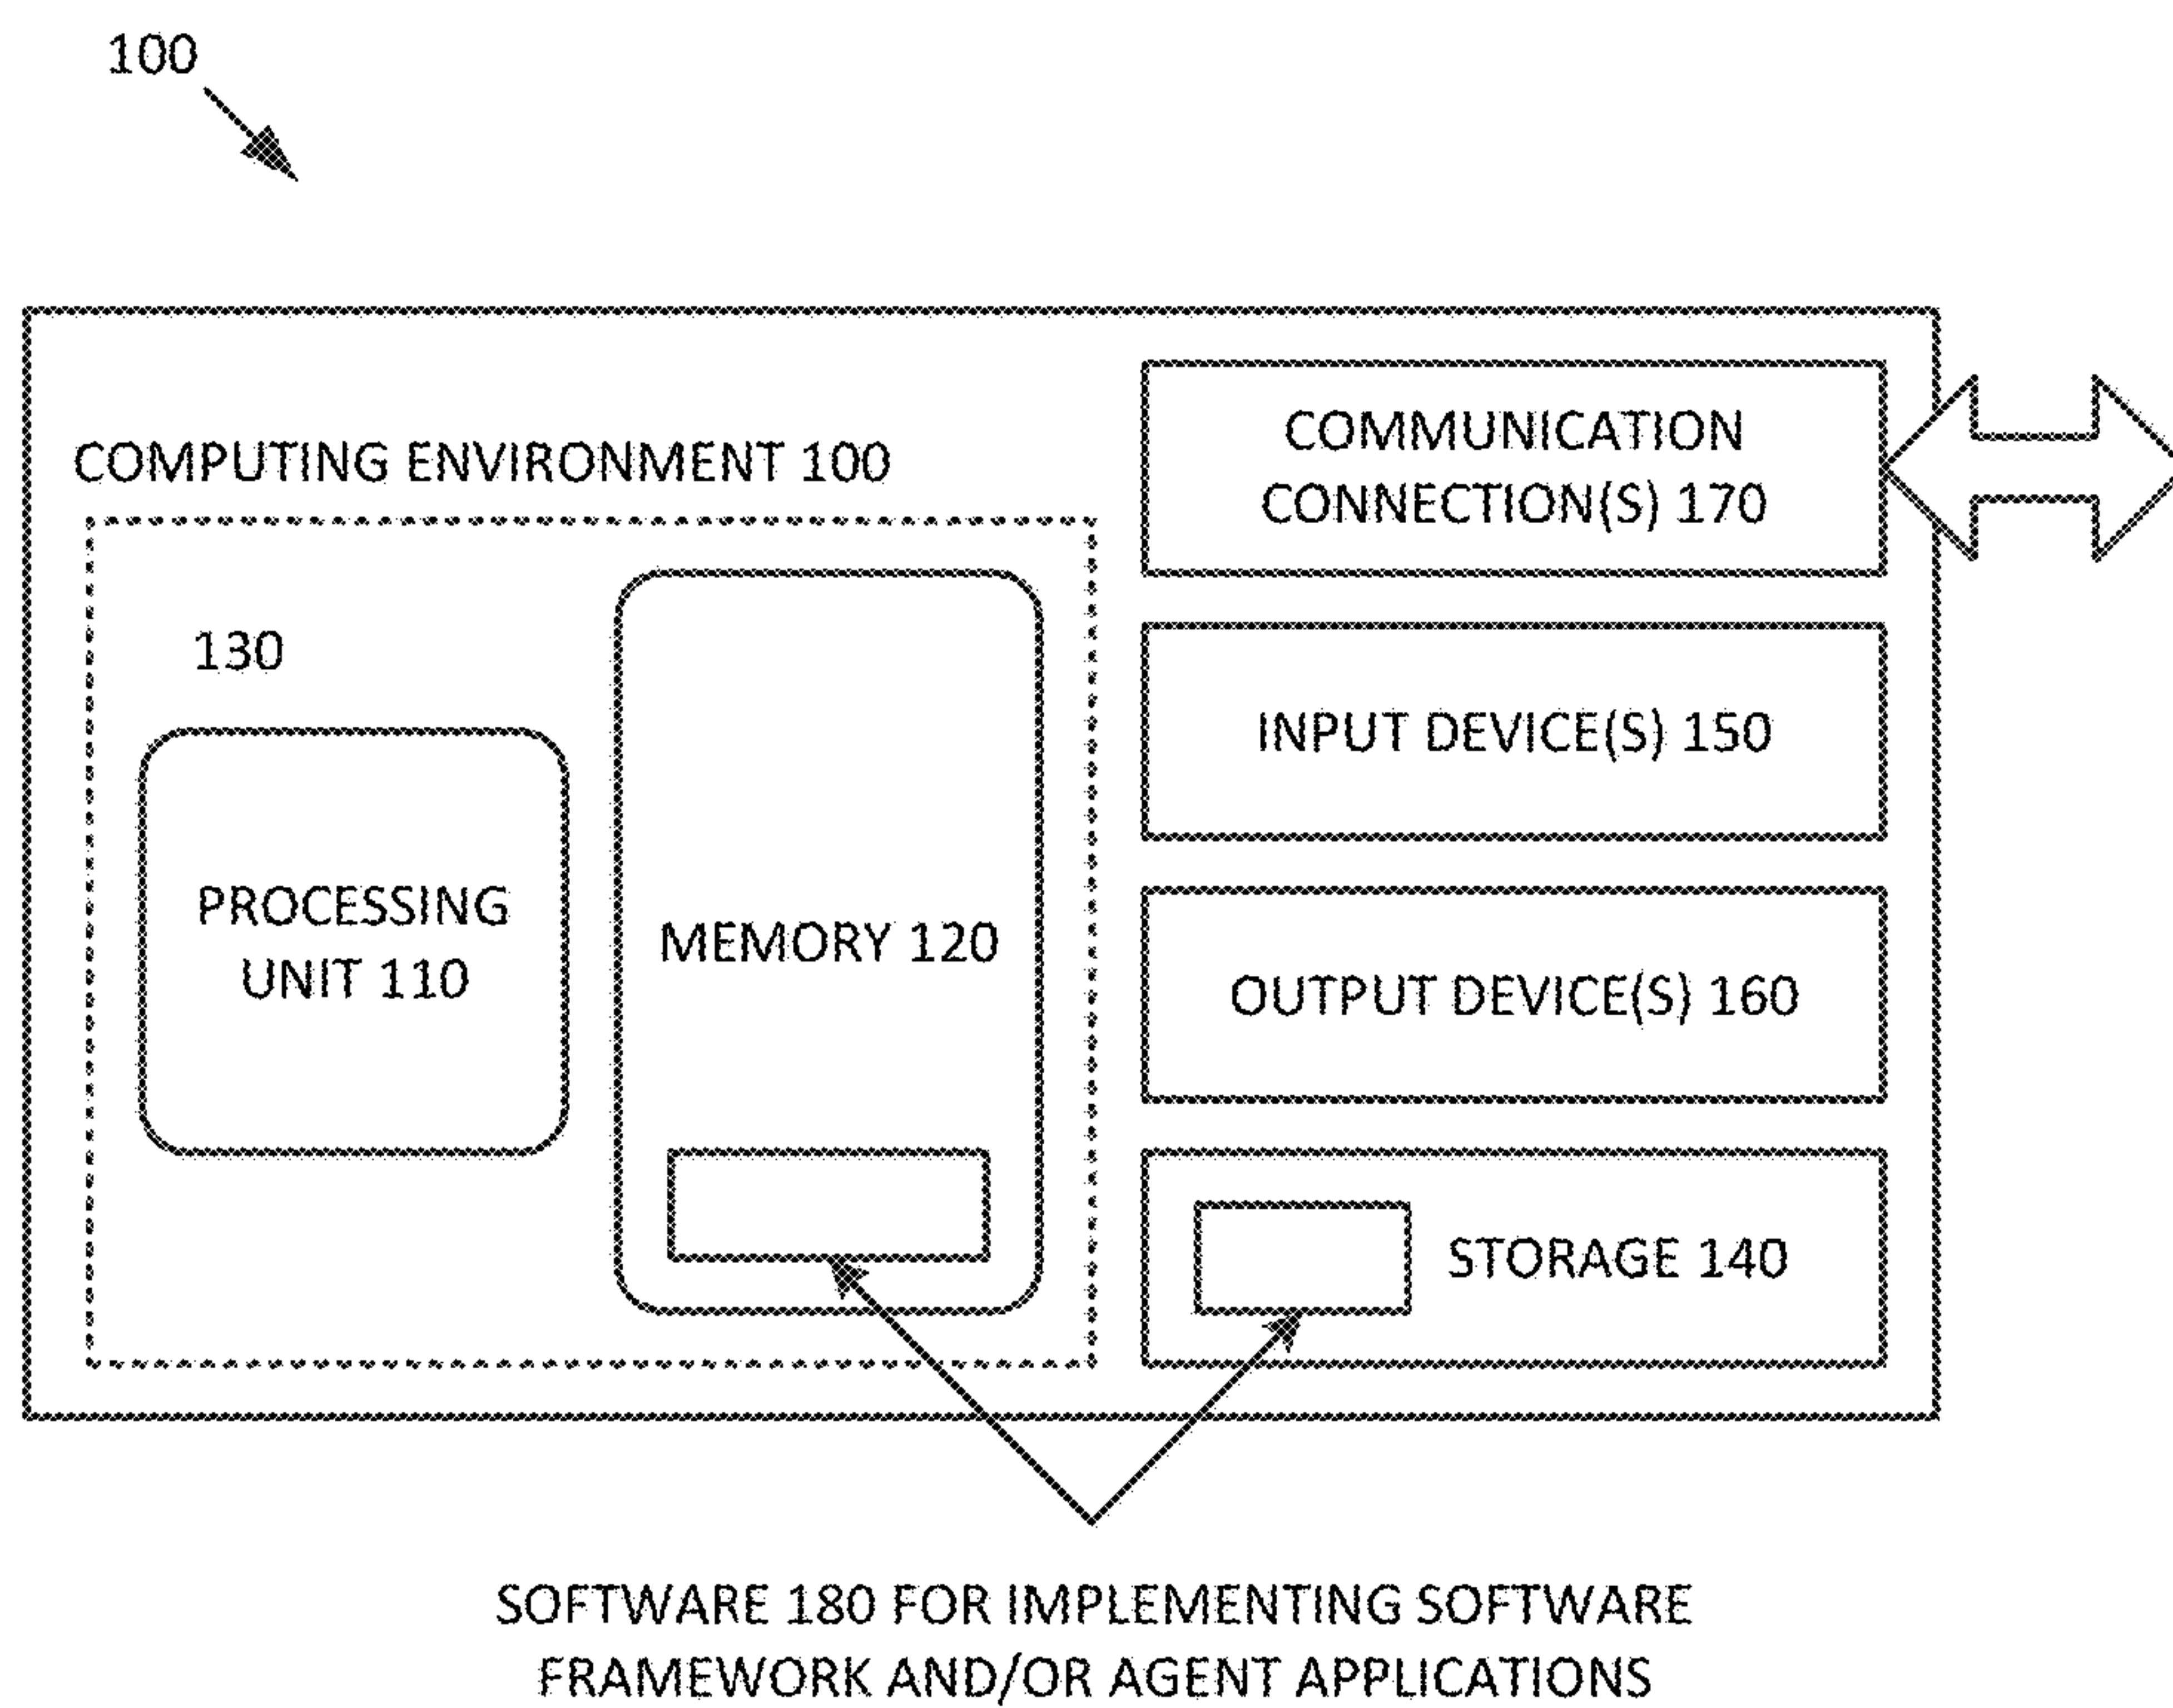 100
COMPUTING ENVIRONMENT 100
130
PROCESSING
UNIT 110
MEMORY 120
COMMUNICATION
CONNECTION(S) 170
INPUT DEVICE(S) 150
OUTPUT DEVICE(S) 160
STORAGE 140
SOFTWARE 180 FOR IMPLEMENTING SOFTWARE
FRAMEWORK AND/OR AGENT APPLICATIONS